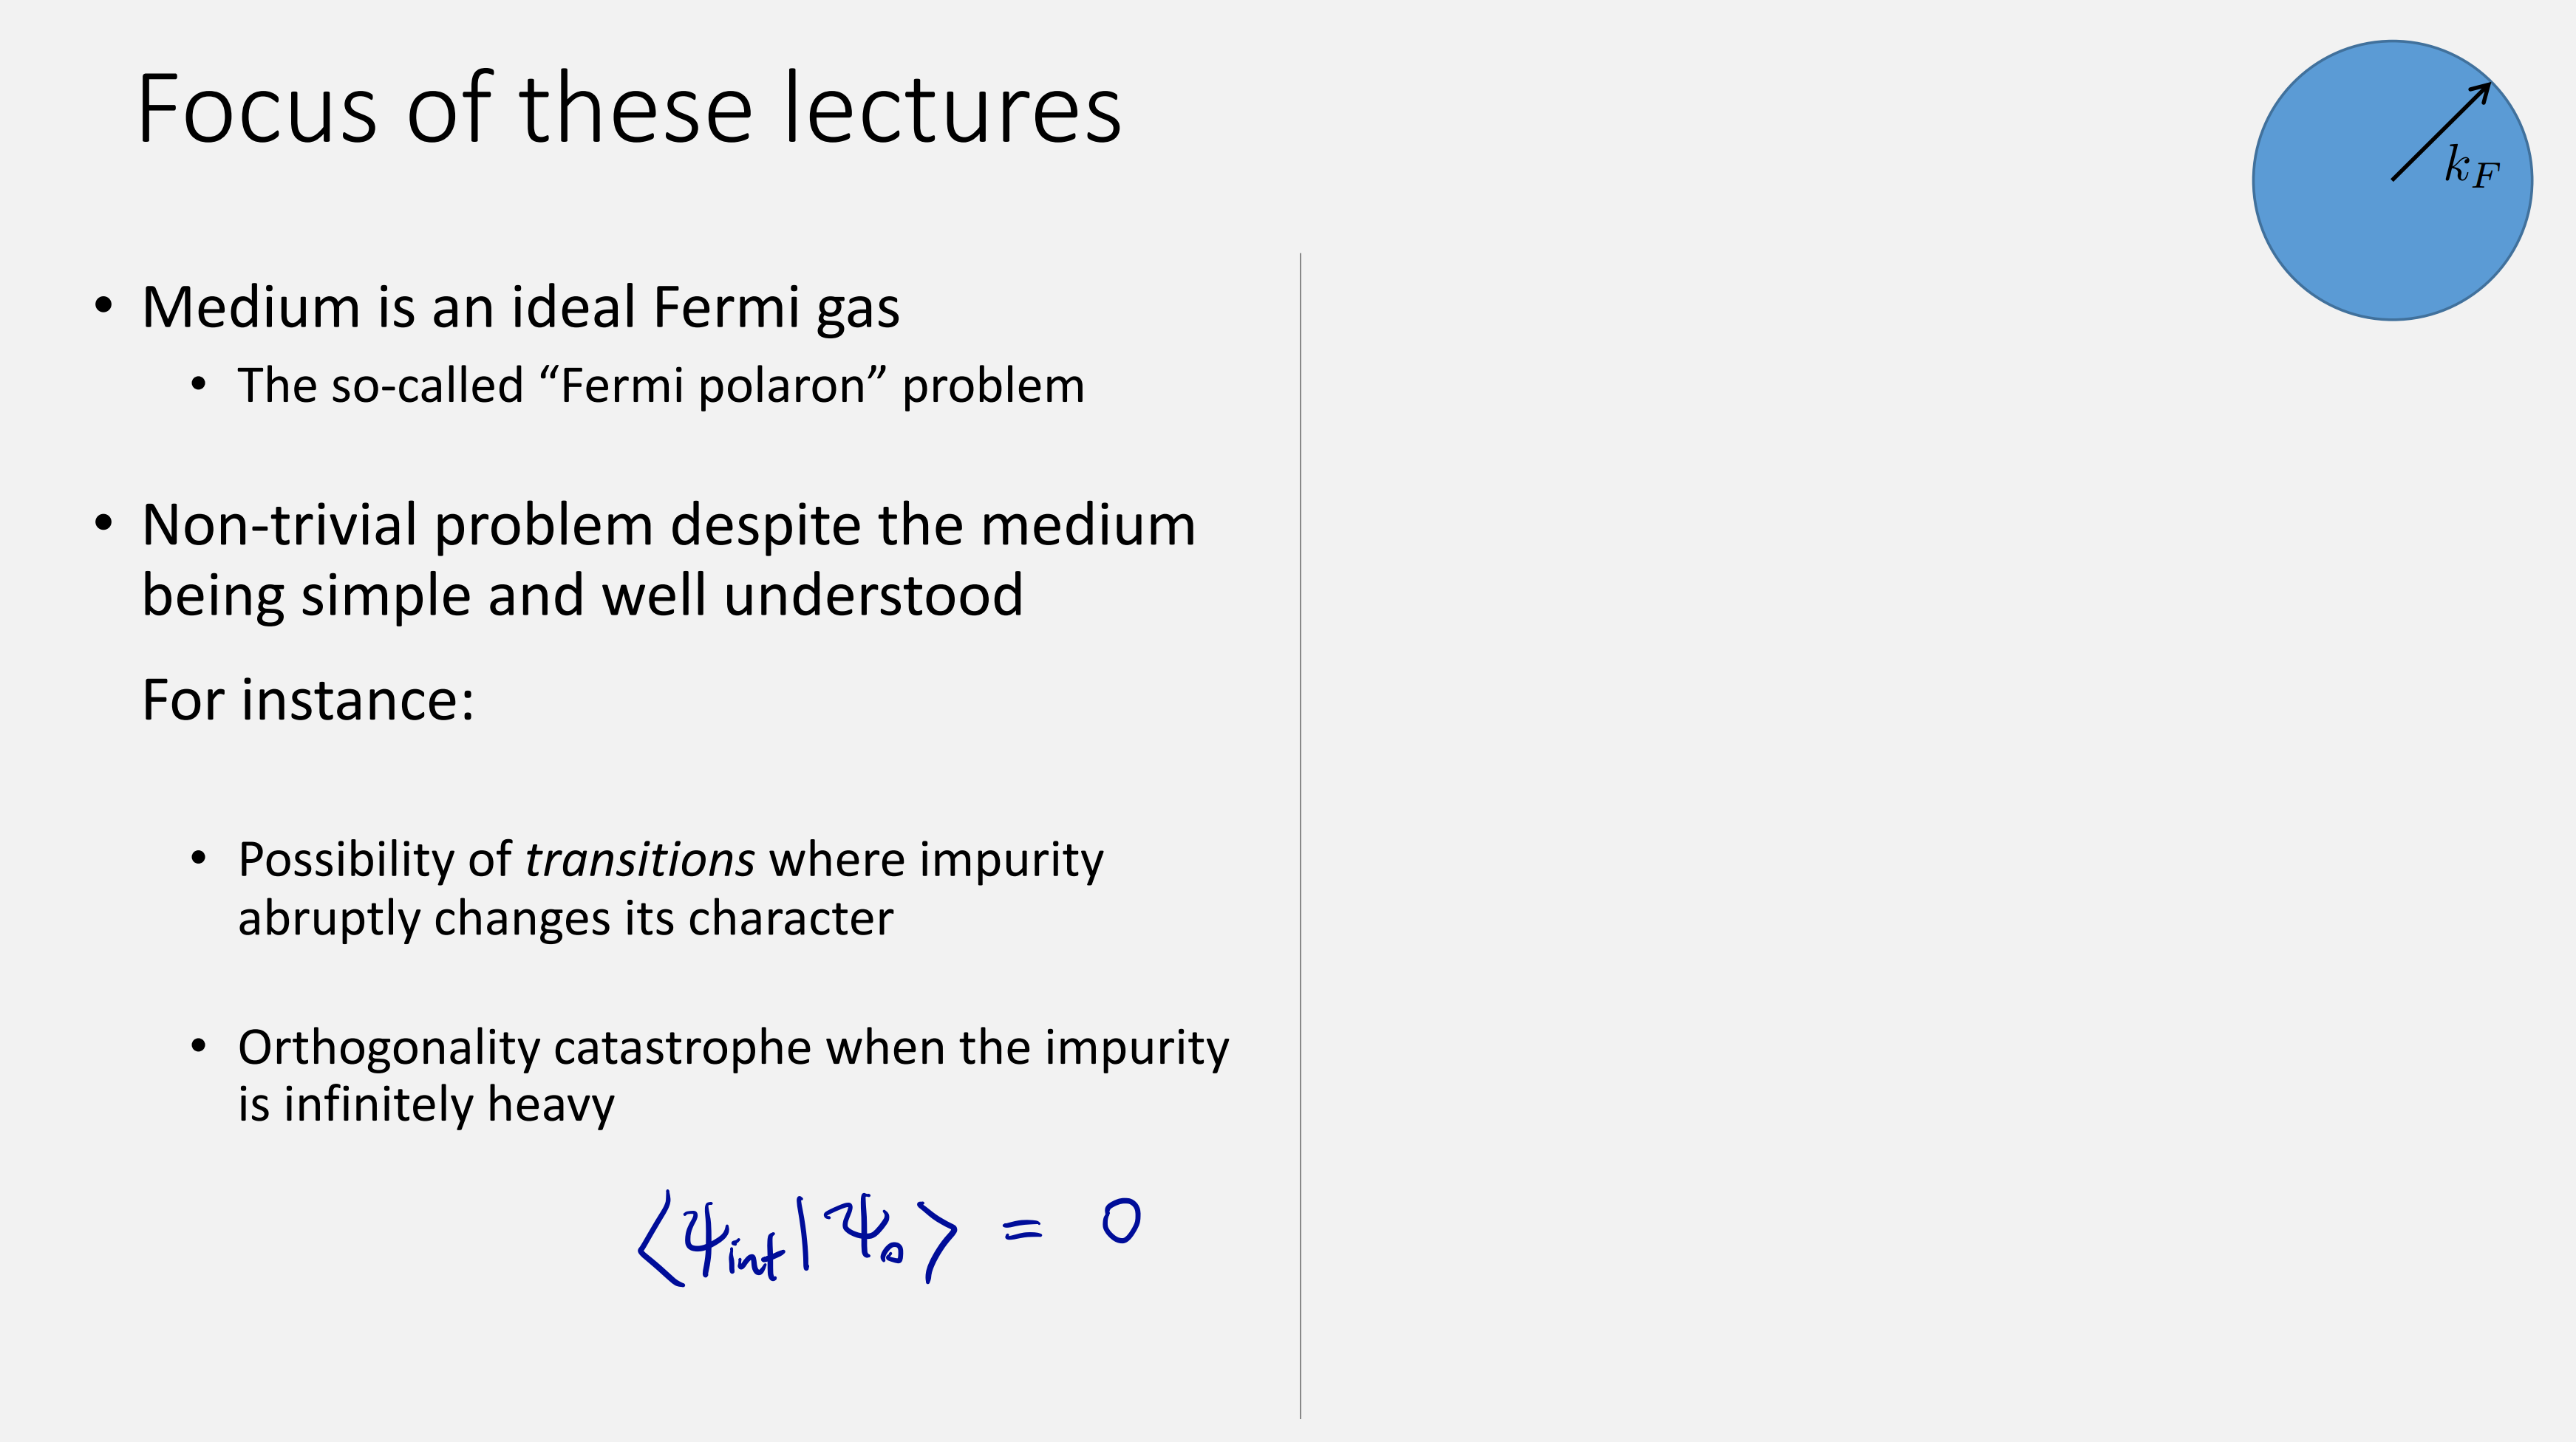 Focus of these lectures
k_F
• Medium is an ideal Fermi gas
• The so-called “Fermi polaron” problem
• Non-trivial problem despite the medium
being simple and well understood
For instance:
• Possibility of transitions where impurity
abruptly changes its character
• Orthogonality catastrophe when the impurity
is infinitely heavy
⟨ψ_int|ψ_0⟩ = 0